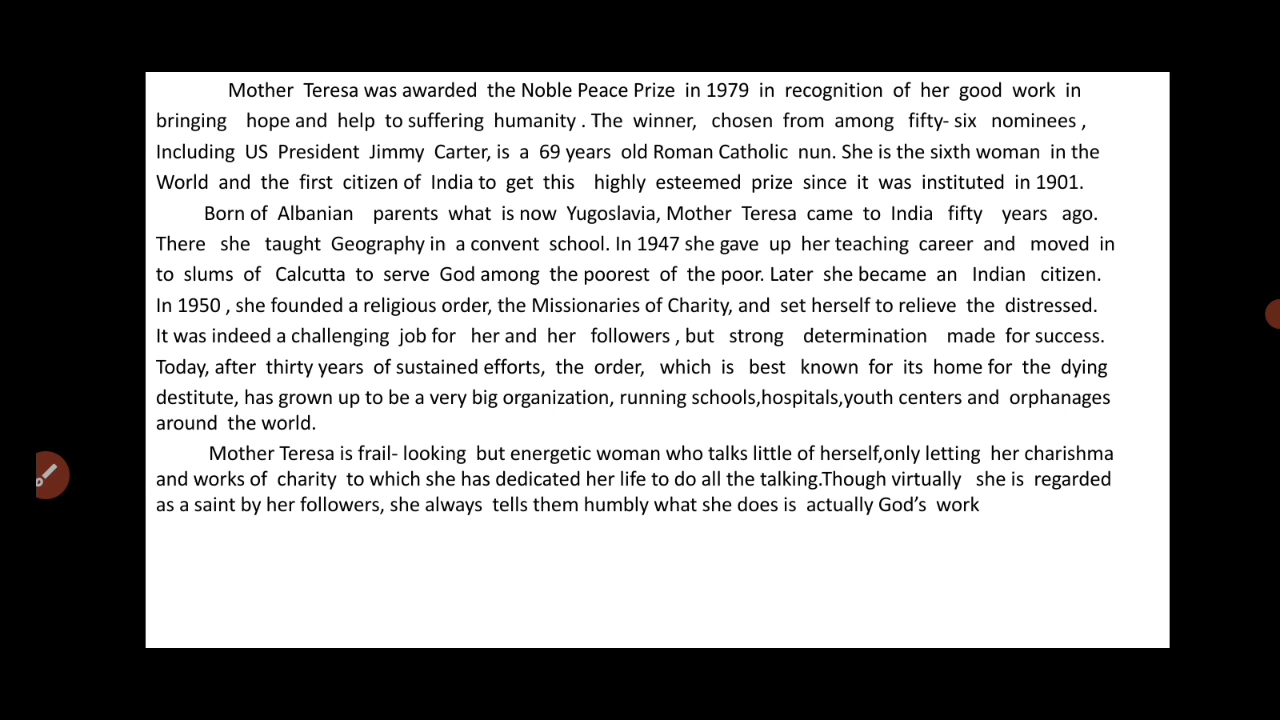 Mother Teresa was awarded the Noble Peace Prize in 1979 in recognition of her good work in
bringing hope and help to suffering humanity . The winner, chosen from among fifty- six nominees ,
Including US President Jimmy Carter, is a 69 years old Roman Catholic nun. She is the sixth woman in the
World and the first citizen of India to get this highly esteemed prize since it was instituted in 1901.
Born of Albanian parents what is now Yugoslavia, Mother Teresa came to India fifty years ago.
There she taught Geography in a convent school. In 1947 she gave up her teaching career and moved in
to slums of Calcutta to serve God among the poorest of the poor. Later she became an Indian citizen.
In 1950 , she founded a religious order, the Missionaries of Charity, and set herself to relieve the distressed.
It was indeed a challenging job for her and her followers , but strong determination made for success.
Today, after thirty years of sustained efforts, the order, which is best known for its home for the dying
destitute, has grown up to be a very big organization, running schools,hospitals,youth centers and orphanages
around the world.
Mother Teresa is frail- looking but energetic woman who talks little of herself,only letting her charishma
and works of charity to which she has dedicated her life to do all the talking.Though virtually she is regarded
as a saint by her followers, she always tells them humbly what she does is actually God’s work